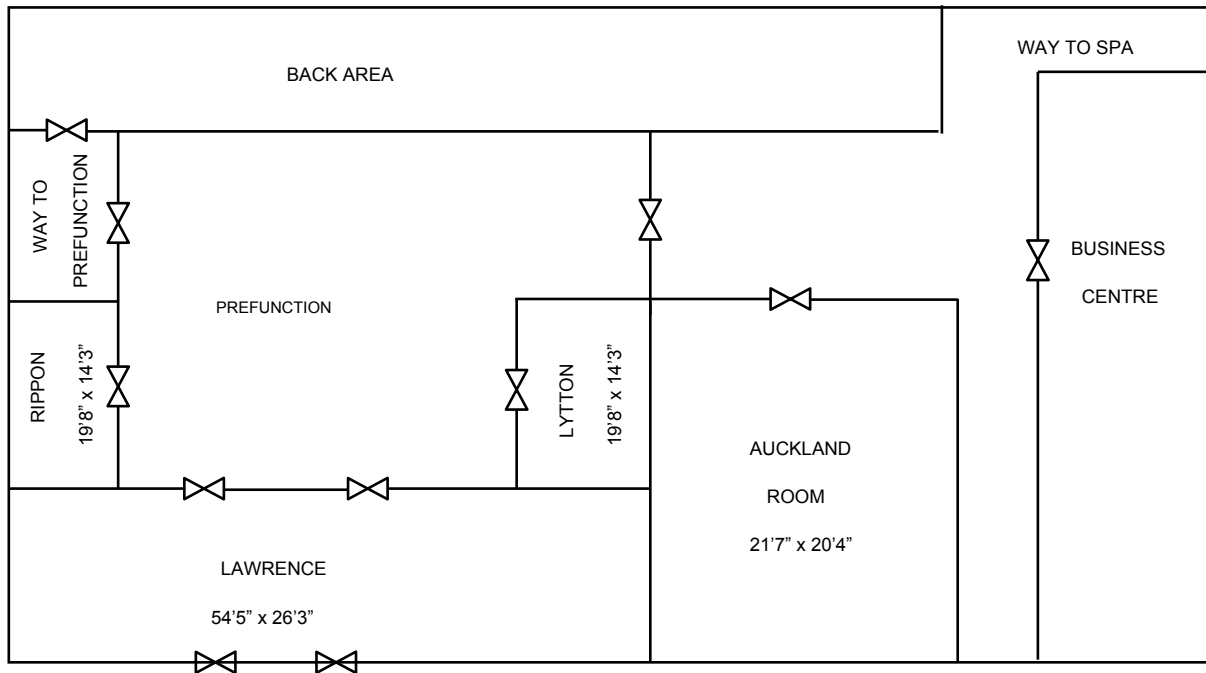 WAY TO SPA
BACK AREA
WAY TO
PREFUNCTION
BUSINESS
CENTRE
PREFUNCTION
RIPPON
19’8” x 14’3”
LYTTON
19’8” x 14’3”
AUCKLAND
ROOM
21’7” x 20’4”
LAWRENCE
54’5” x 26’3”